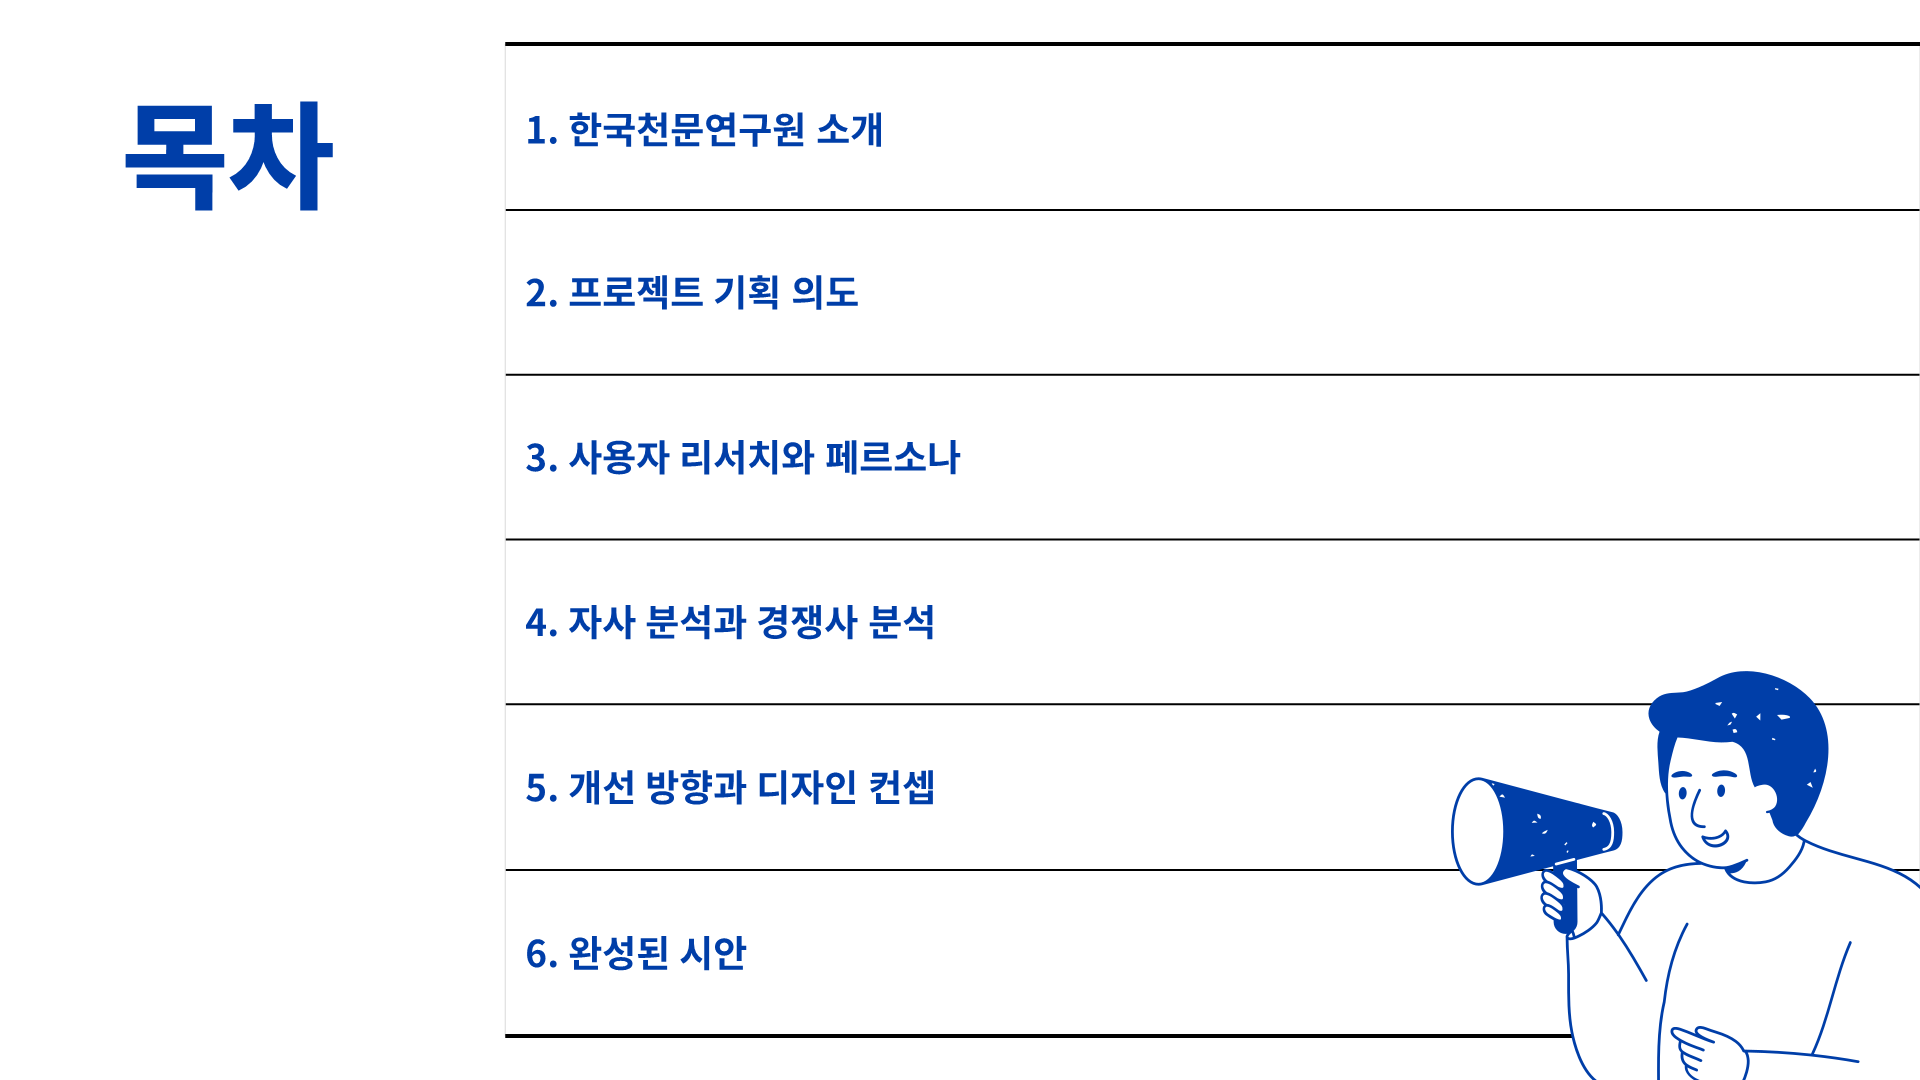 목차
1. 한국천문연구원 소개
2. 프로젝트 기획 의도
3. 사용자 리서치와 페르소나
4. 자사 분석과 경쟁사 분석
5. 개선 방향과 디자인 컨셉
6. 완성된 시안